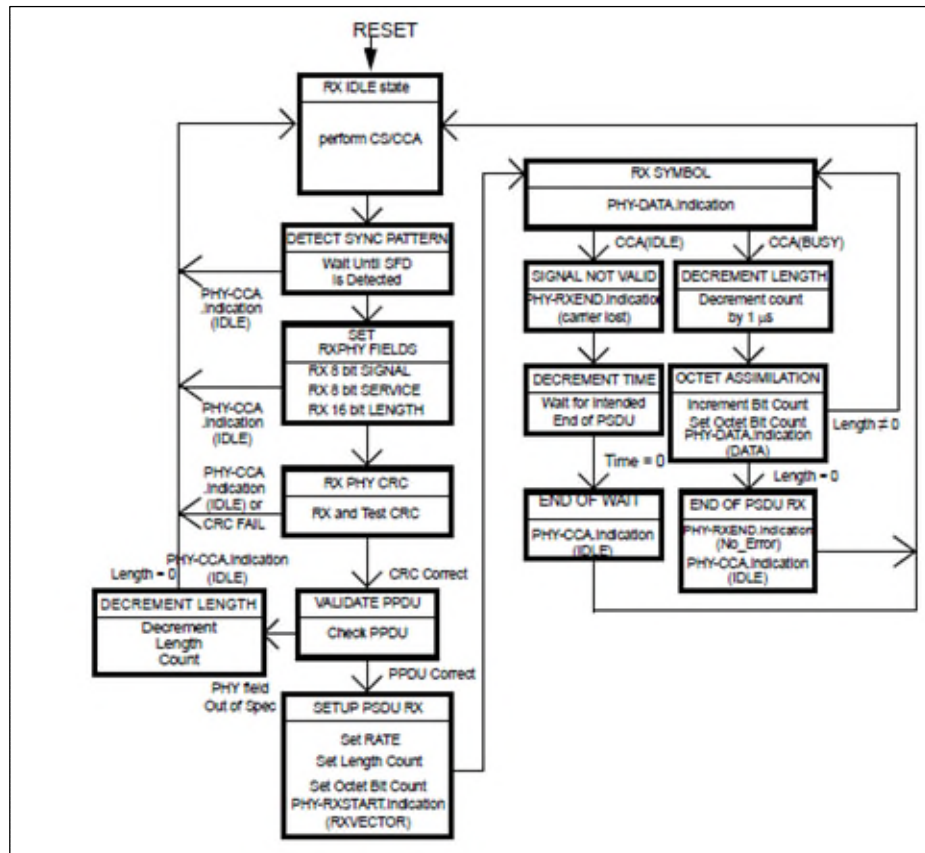 RESET
RX IDLE state
perform CS/CCA
DETECT SYNC PATTERN
Wait Until SFD
is Detected
PHY-CCA
.Indication
(IDLE)
SET
RXPHY FIELDS
RX 8 bit SIGNAL
RX 8 bit SERVICE
RX 16 bit LENGTH
PHY-CCA
.Indication
(IDLE)
PHY-CCA
.Indication
(IDLE) or
CRC FAIL
RX PHY CRC
RX and Test CRC
PHY-CCA.Indication
(IDLE)
Length = 0
CRC Correct
DECREMENT LENGTH
Decrement
Length
Count
VALIDATE PPDU
Check PPDU
PHY field
Out of Spec
PPDU Correct
SETUP PSDU RX
Set RATE
Set Length Count
Set Octet Bit Count
PHY-RXSTART.Indication
(RXVECTOR)
RX SYMBOL
PHY-DATA.Indication
CCA(IDLE)
CCA(BUSY)
SIGNAL NOT VALID
PHY-RXEND.Indication
(carrier lost)
DECREMENT LENGTH
Decrement count
by 1 µs
DECREMENT TIME
Wait for Intended
End of PSDU
OCTET ASSIMILATION
Increment Bit Count
Set Octet Bit Count
PHY-DATA.Indication
(DATA)
Length ≠ 0
Time = 0
Length = 0
END OF WAIT
PHY-CCA.Indication
(IDLE)
END OF PSDU RX
PHY-RXEND.Indication
(No_Error)
PHY-CCA.Indication
(IDLE)